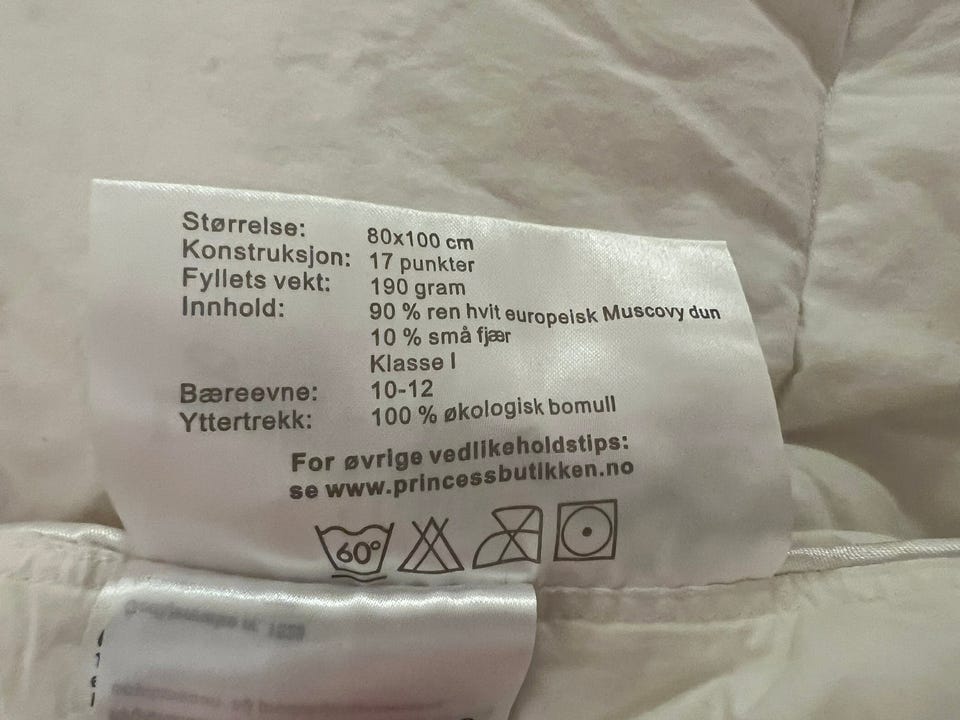 Størrelse: 80x100 cm
Konstruksjon: 17 punkter
Fyllets vekt: 190 gram
Innhold: 90 % ren hvit europeisk Muscovy dun
10 % små fjær
Klasse I
Bæreevne: 10-12
Yttertrekk: 100 % økologisk bomull
For øvrige vedlikeholdstips:
se www.princessbutikken.no
60°